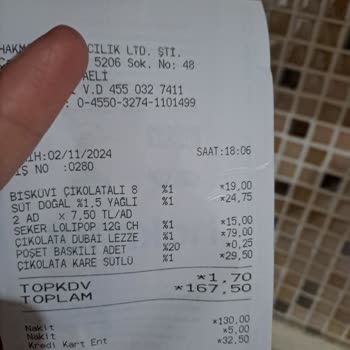 CILIK LTD. ŞTİ.
5206 Sok. No: 48
AELİ
V.D 455 032 7411
0-4550-3274-1101499
İH:02/11/2024 SAAT:18:06
İŞ NO :0280
BİSKÜVİ ÇİKOLATALI 8 %1 *19,00
SÜT DOĞAL %1,5 YAĞLI %1 *24,75
2 AD X 7,50 TL/AD
ŞEKER LOLİPOP 12G CH %1 *15,00
ÇİKOLATA DUBAİ LEZZE %1 *79,00
POŞET BASKILI ADET %20 *0,25
ÇİKOLATA KARE SÜTLÜ %1 *29,50
TOPKDV *1,70
TOPLAM *167,50
Nakit *130,00
Nakit *5,00
Kredi Kart Ent *32,50